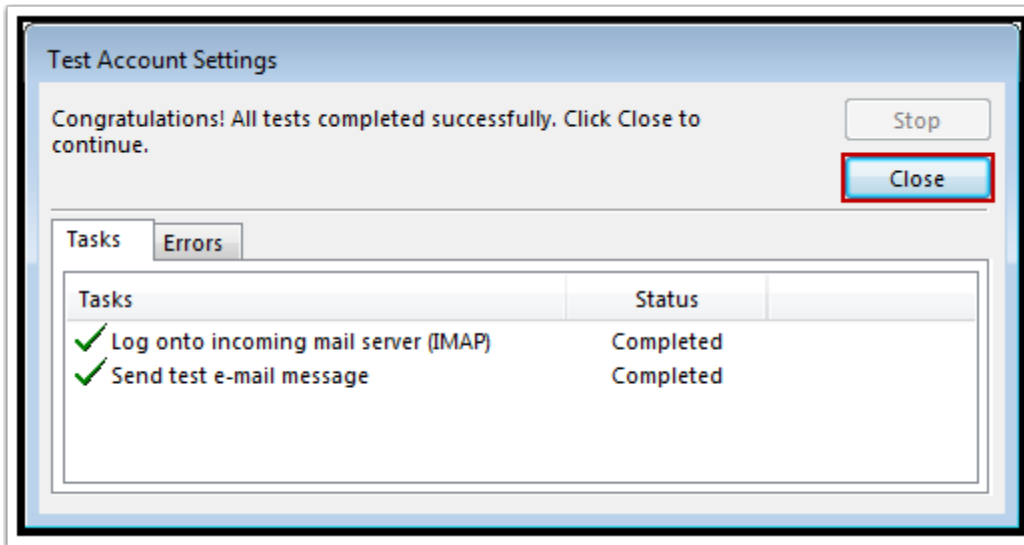 Test Account Settings
Congratulations! All tests completed successfully. Click Close to
continue.
Stop
Close
Tasks Errors
Tasks Status
Log onto incoming mail server (IMAP) Completed
Send test e-mail message Completed